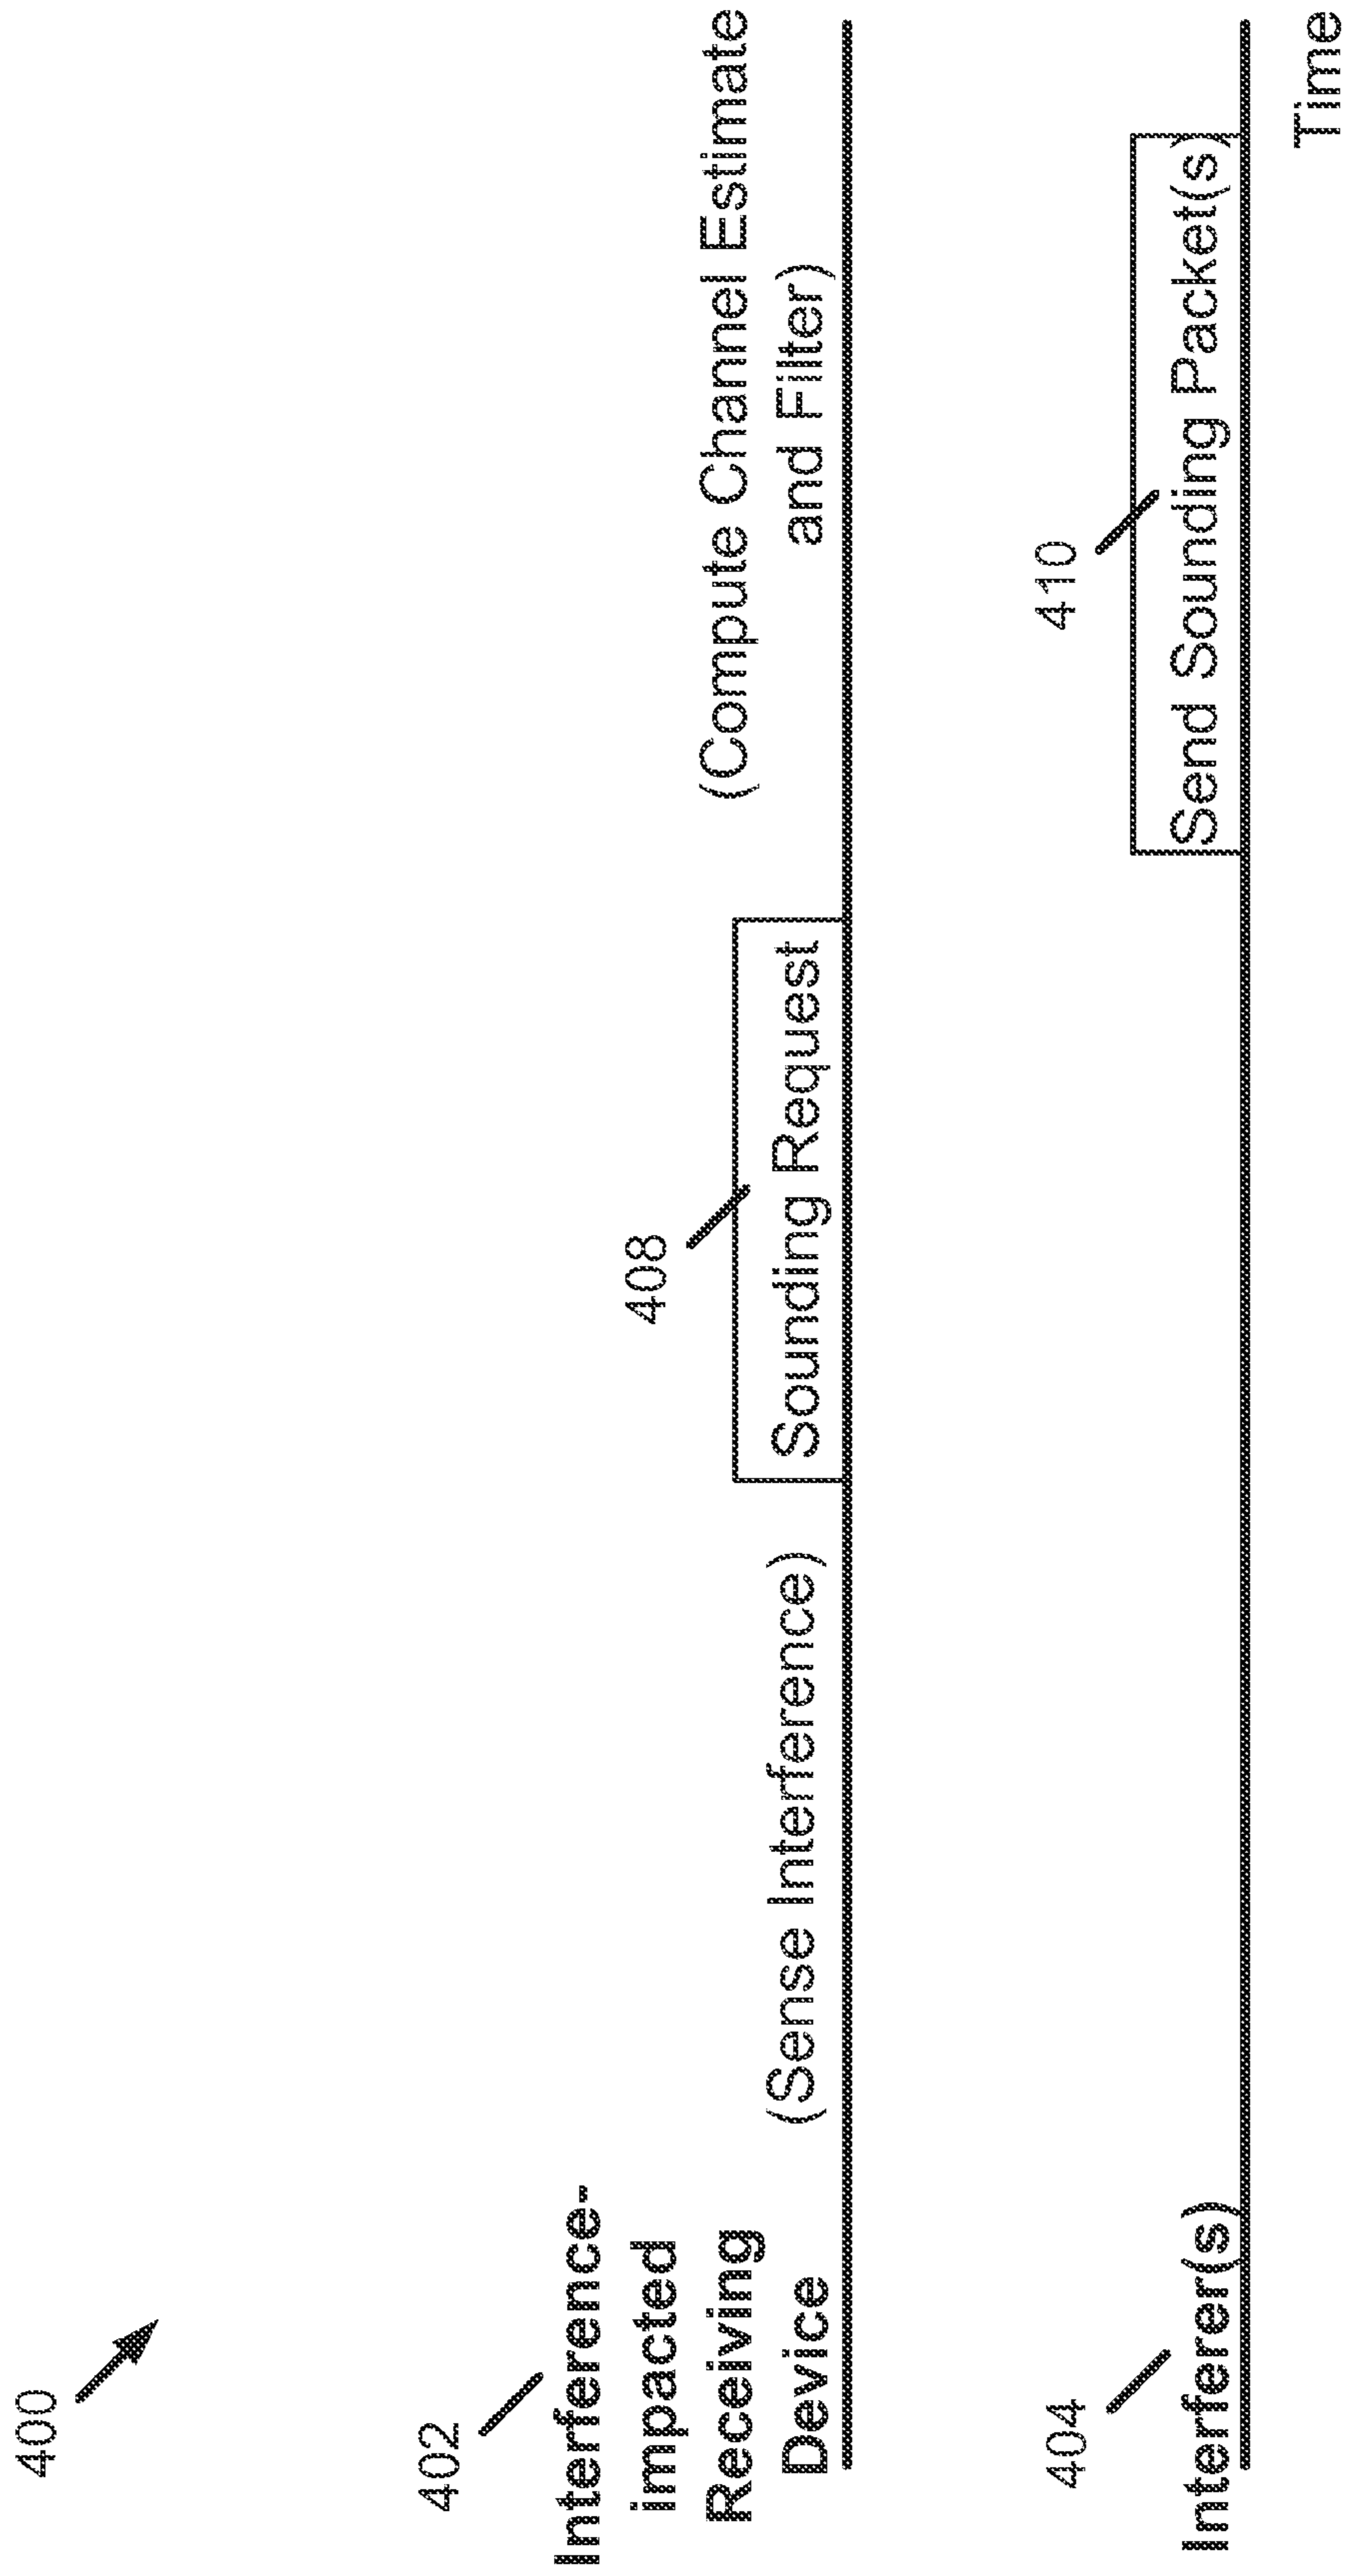 400
402
Interference-
impacted
Receiving
Device
(Sense Interference)
408
Sounding Request
(Compute Channel Estimate
and Filter)
404
Interferer(s)
410
Send Sounding Packet(s)
Time